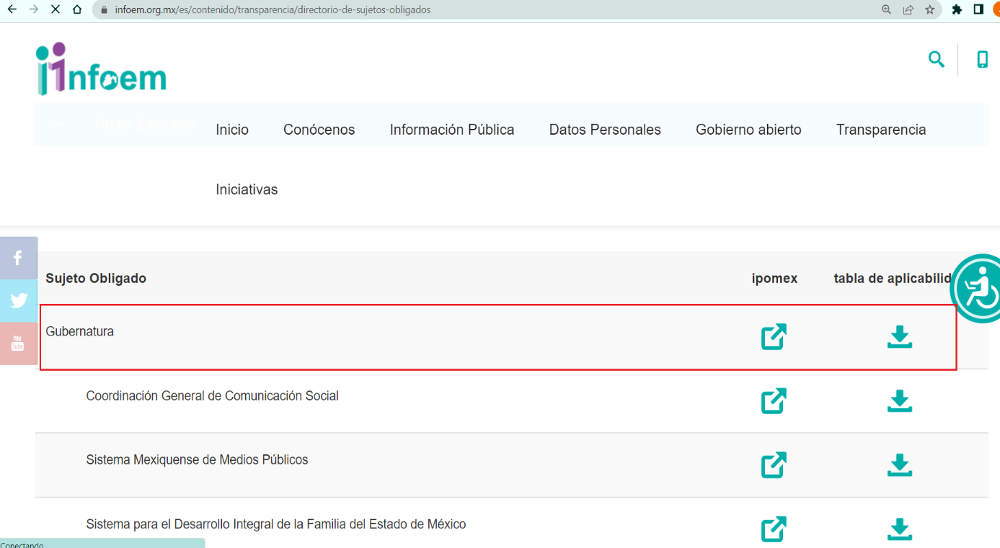 infoem.org.mx/es/contenido/transparencia/directorio-de-sujetos-obligados
infoem
Poder Ejecutivo
Inicio Conócenos Información Pública Datos Personales Gobierno abierto Transparencia
Iniciativas
Sujeto Obligado ipomex tabla de aplicabilid
Gubernatura
You
Tube
Coordinación General de Comunicación Social
Sistema Mexiquense de Medios Públicos
Sistema para el Desarrollo Integral de la Familia del Estado de México
Conectando